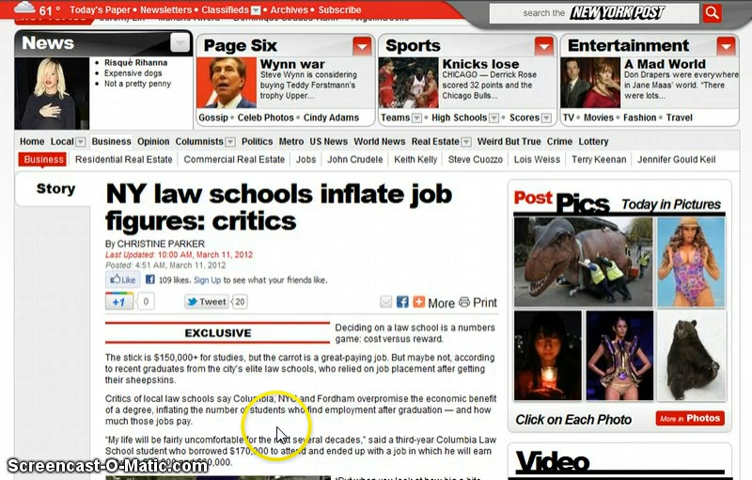 61° Today's Paper • Newsletters • Classifieds • Archives • Subscribe
search the NEW YORK POST
News
Risqué Rihanna
• Expensive dogs
• Not a pretty penny
Page Six
Wynn war
Steve Wynn is considering
buying Teddy Forstmann's
trophy Upper...
Gossip • Celeb Photos • Cindy Adams
Sports
Knicks lose
CHICAGO — Derrick Rose
scored 32 points and the
Chicago Bulls...
Teams • High Schools • Scores
Entertainment
A Mad World
Don Drapers were everywhere
in Jane Maas' world. "There
were lots...
TV • Movies • Fashion • Travel
Home Local Business Opinion Columnists Politics Metro US News World News Real Estate Weird But True Crime Lottery
Business Residential Real Estate Commercial Real Estate Jobs John Crudele Keith Kelly Steve Cuozzo Lois Weiss Terry Keenan Jennifer Gould Keil
Story
NY law schools inflate job
figures: critics
By CHRISTINE PARKER
Last Updated: 10:00 AM, March 11, 2012
Posted: 4:51 AM, March 11, 2012
Like 109 likes. Sign Up to see what your friends like.
+1 0 Tweet 20 More Print
EXCLUSIVE
Deciding on a law school is a numbers
game: cost versus reward.
The stick is $150,000+ for studies, but the carrot is a great-paying job. But maybe not, according
to recent graduates from the city's elite law schools, who relied on job placement after getting
their sheepskins.
Critics of local law schools say Columbia, NYU and Fordham overpromise the economic benefit
of a degree, inflating the number of students who find employment after graduation — and how
much those jobs pay.
"My life will be fairly uncomfortable for the next several decades," said a third-year Columbia Law
School student who borrowed $170,000 to attend and ended up with a job in which he will earn
Post Pics Today in Pictures
Click on Each Photo More in Photos
Video
Screencast-O-Matic.com